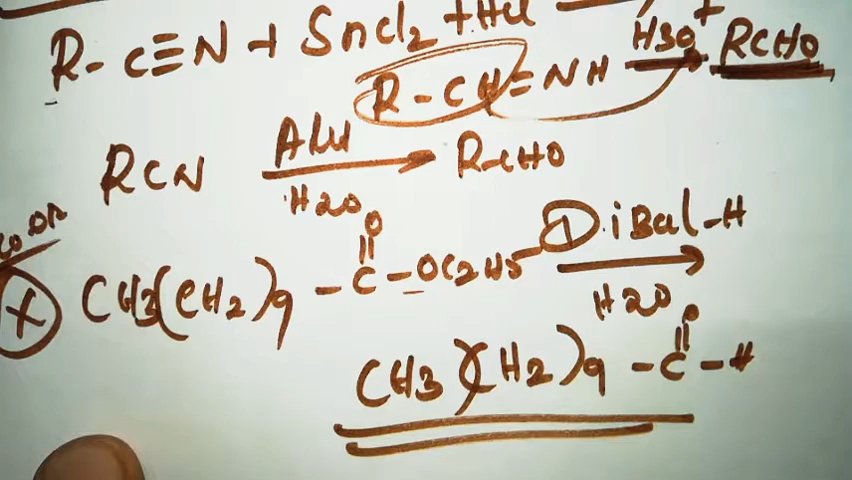 R-C≡N + SnCl2 + HCl
R-CH=NH H3O+ RCHO
RCN AlH H2O R-CHO
CH3(CH2)9 - C(=O) - OC2H5 ① DiBal-H H2O
CH3(CH2)9 - C(=O) - H